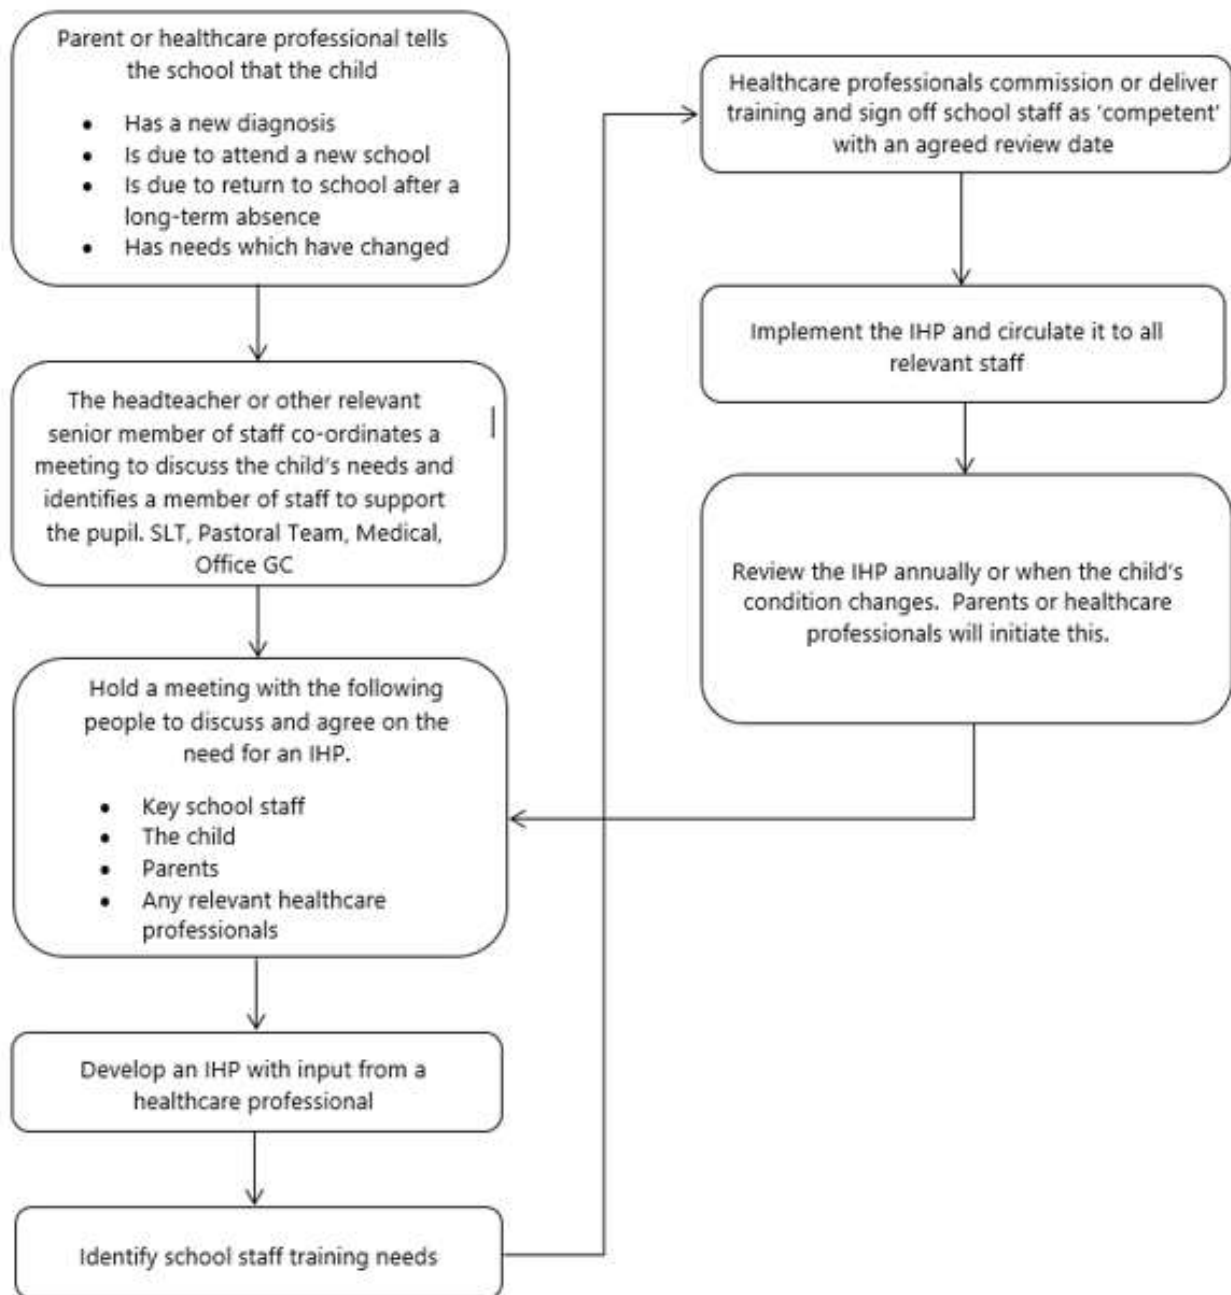 Parent or healthcare professional tells
the school that the child
• Has a new diagnosis
• Is due to attend a new school
• Is due to return to school after a
long-term absence
• Has needs which have changed
The headteacher or other relevant
senior member of staff co-ordinates a
meeting to discuss the child's needs and
identifies a member of staff to support
the pupil. SLT, Pastoral Team, Medical,
Office GC
Hold a meeting with the following
people to discuss and agree on the
need for an IHP.
• Key school staff
• The child
• Parents
• Any relevant healthcare
professionals
Develop an IHP with input from a
healthcare professional
Identify school staff training needs
Healthcare professionals commission or deliver
training and sign off school staff as 'competent'
with an agreed review date
Implement the IHP and circulate it to all
relevant staff
Review the IHP annually or when the child's
condition changes. Parents or healthcare
professionals will initiate this.